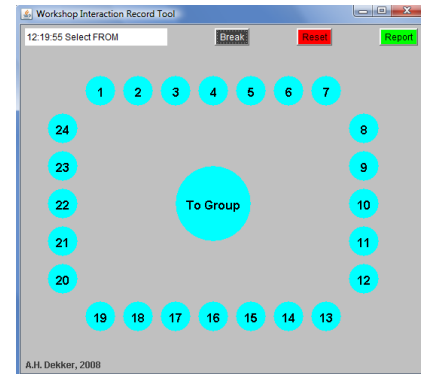 Workshop Interaction Record Tool
12:19:55 Select FROM Break Reset Report
1 2 3 4 5 6 7
24 8
23 9
22 To Group 10
21 11
20 12
19 18 17 16 15 14 13
A.H. Dekker, 2008